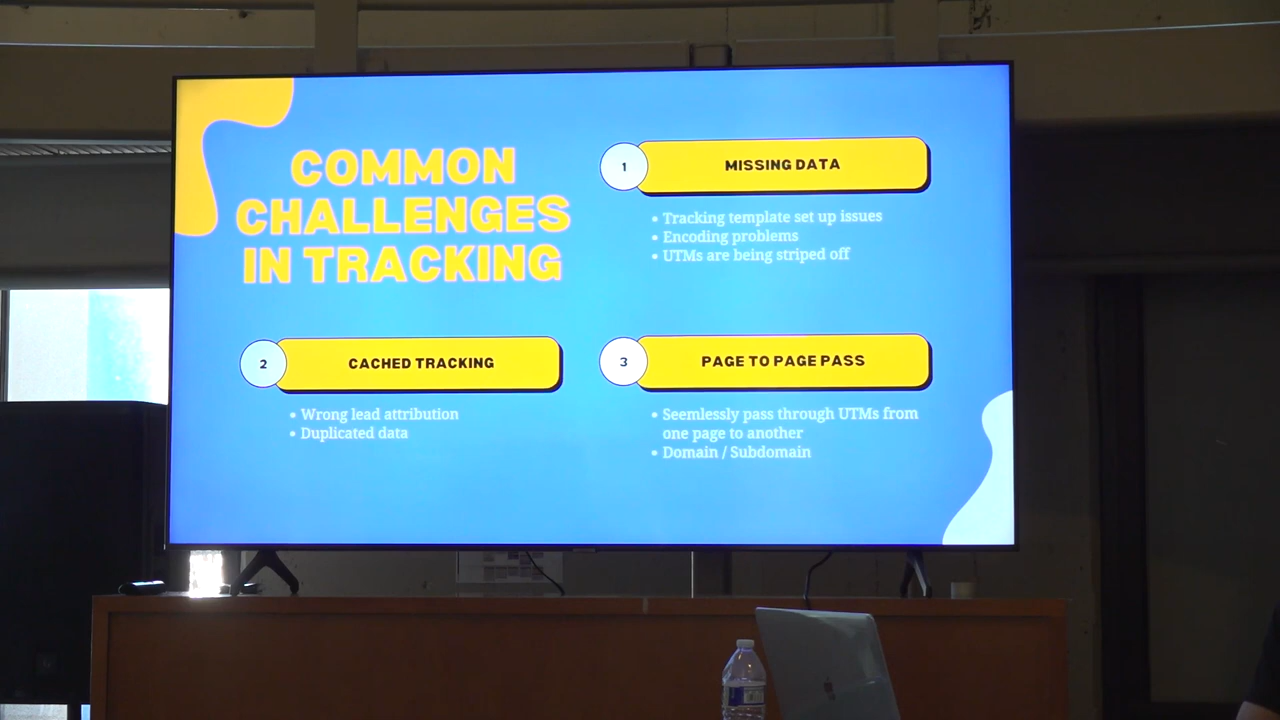 COMMON
CHALLENGES
IN TRACKING
1
MISSING DATA
• Tracking template set up issues
• Encoding problems
• UTMs are being striped off
2
CACHED TRACKING
• Wrong lead attribution
• Duplicated data
3
PAGE TO PAGE PASS
• Seemlessly pass through UTMs from
one page to another
• Domain / Subdomain